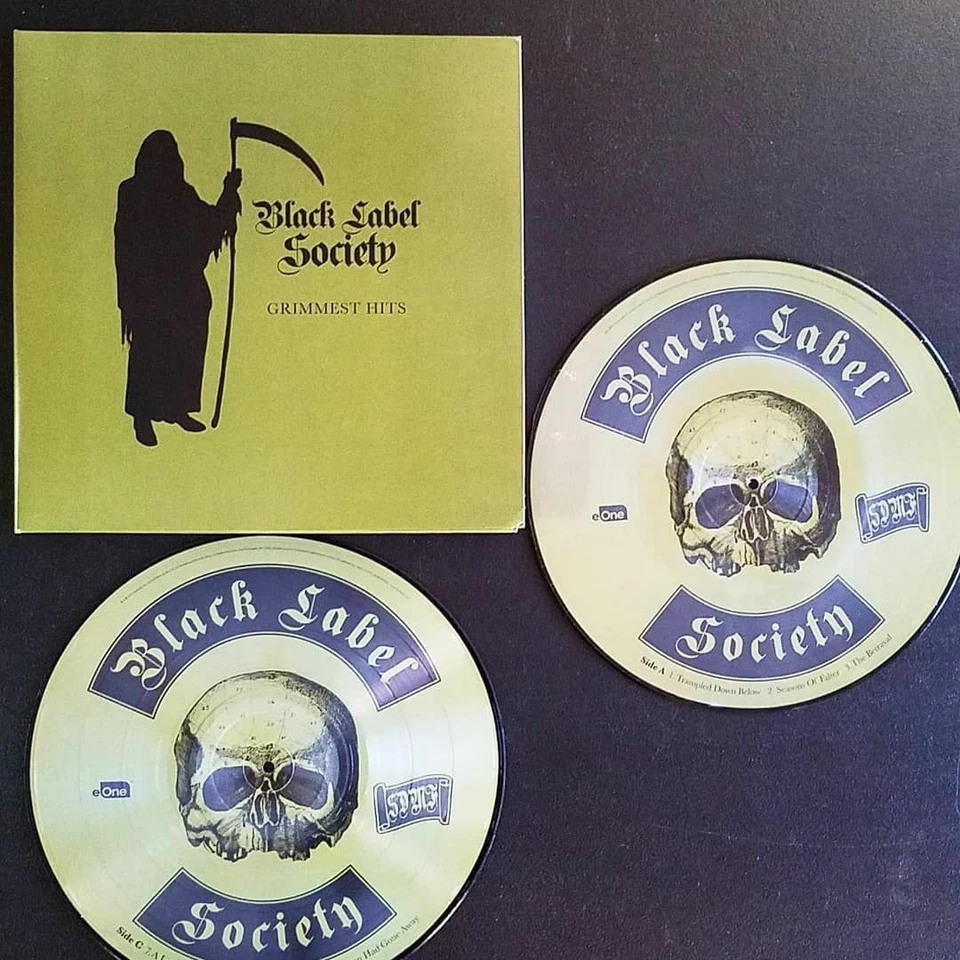 Black Label
Society
GRIMMEST HITS
Black Label
eOne
SDMF
Society
Side A 1. Trampled Down Below 2. Seasons Of Falter 3. The Betrayal
Black Label
eOne
SDMF
Society
Side C 7. A L
Had Gone Away